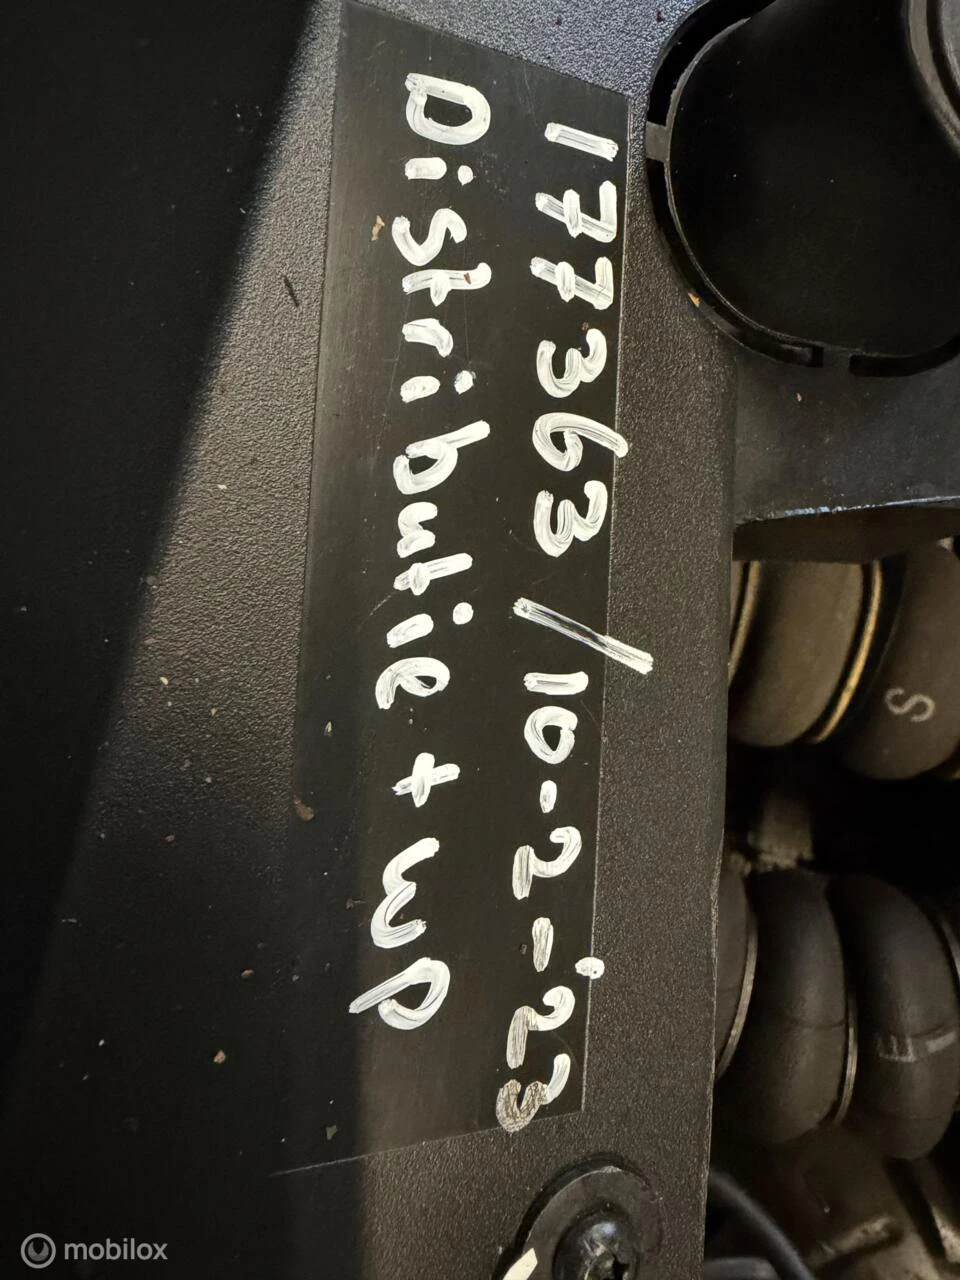 177363/10-2-'23
Distributie + WP
S
mobilox